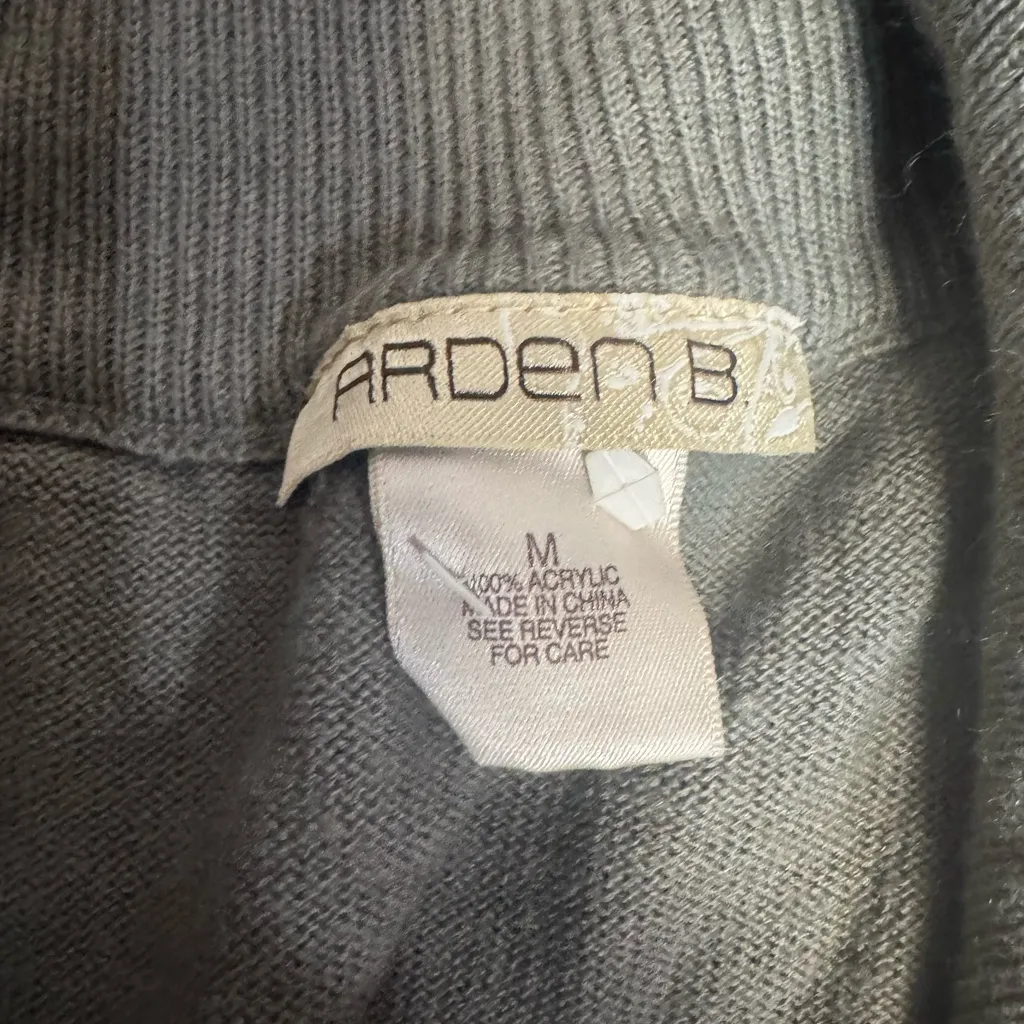 ARDEN B.
M
100% ACRYLIC
MADE IN CHINA
SEE REVERSE
FOR CARE